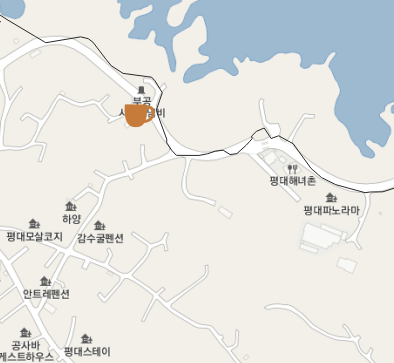 부공
평대해녀촌
평대파노라마
하양
평대모살코지
감수굴펜션
안트레펜션
공사바
게스트하우스
평대스테이